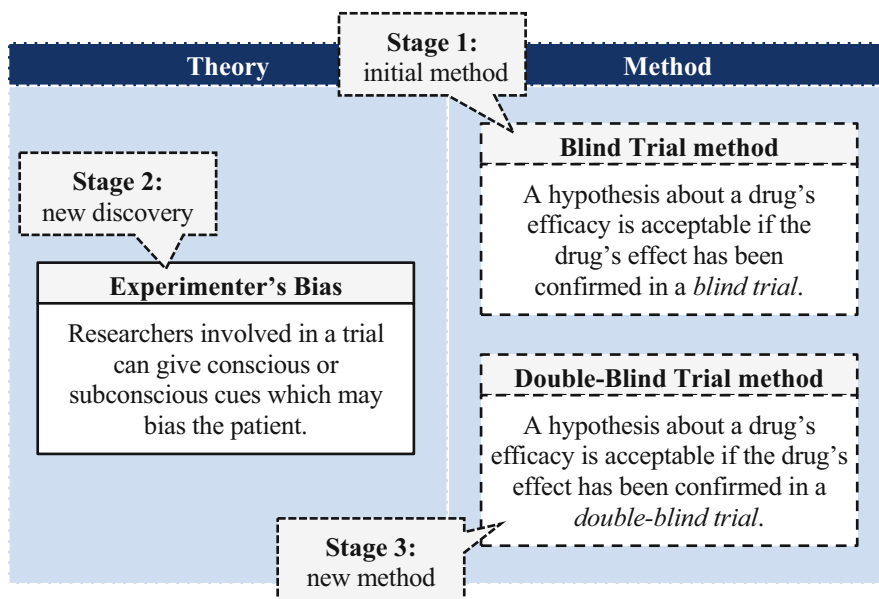 Stage 1:
initial method
Theory
Method
Blind Trial method
A hypothesis about a drug’s
efficacy is acceptable if the
drug’s effect has been
confirmed in a blind trial.
Stage 2:
new discovery
Experimenter’s Bias
Researchers involved in a trial
can give conscious or
subconscious cues which may
bias the patient.
Double-Blind Trial method
A hypothesis about a drug’s
efficacy is acceptable if the drug’s
effect has been confirmed in a
double-blind trial.
Stage 3:
new method